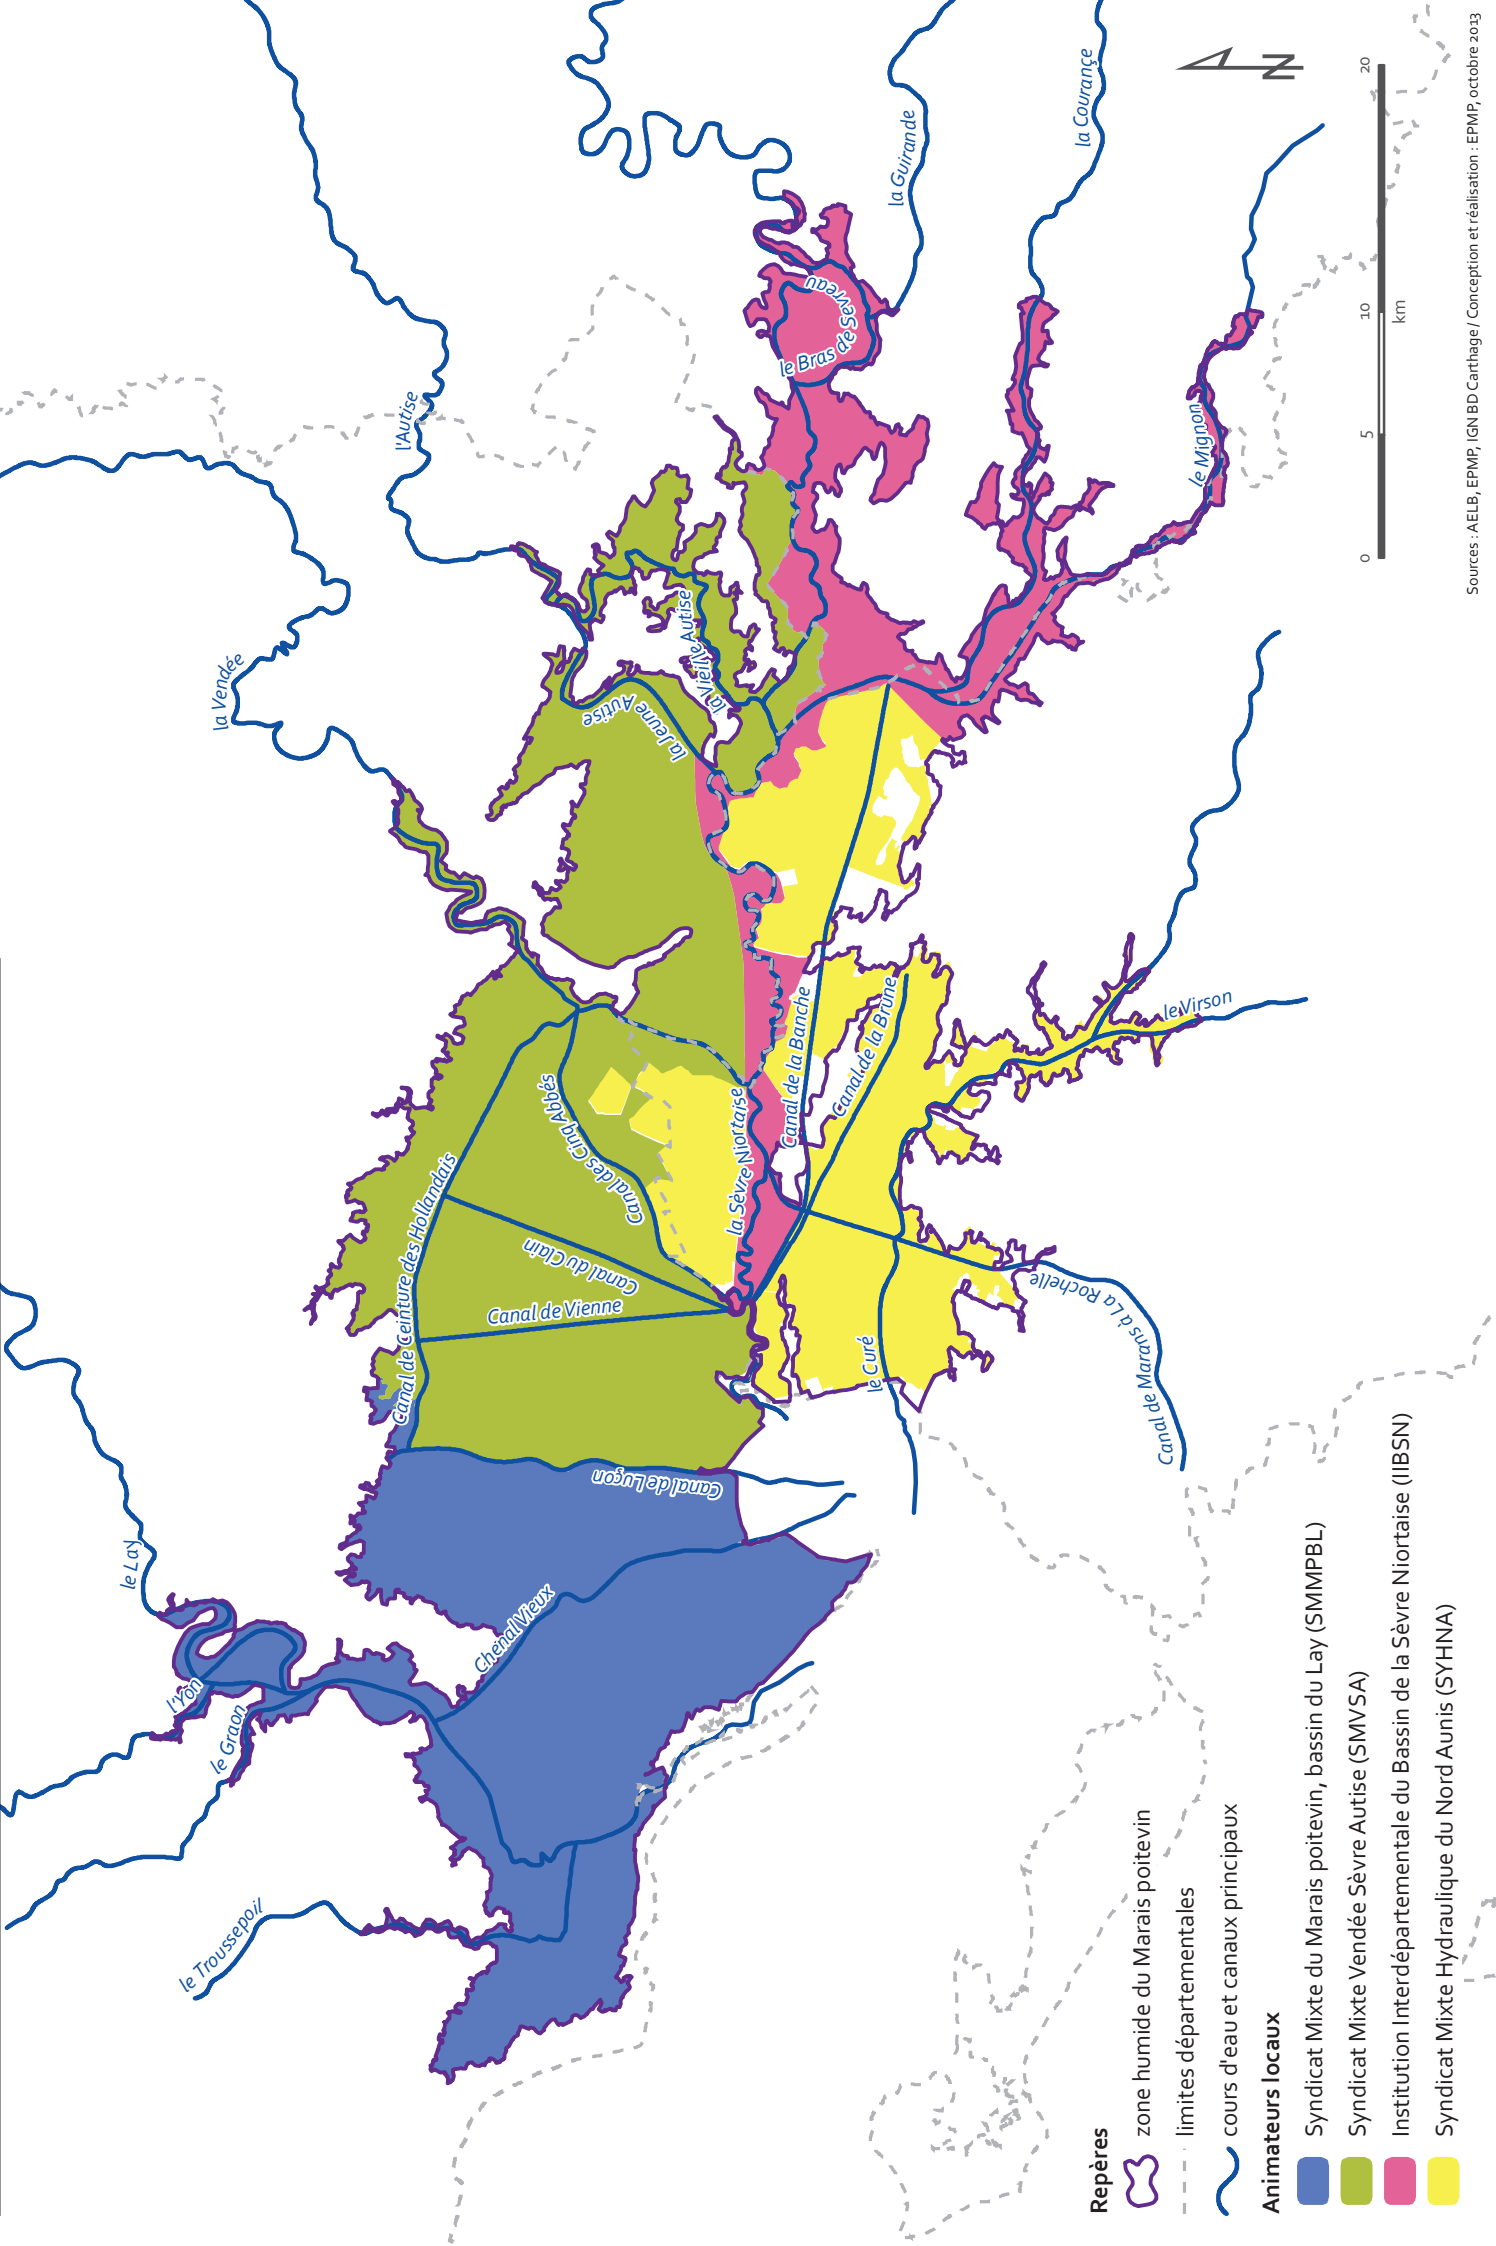 le Troussepoil
le Graon
l'Yon
le Lay
la Vendée
l'Autise
Chenal Vieux
Canal de Luçon
Canal de Ceinture des Hollandais
Canal de Vienne
Canal du Clain
Canal des Cinq Abbés
la Jeune Autise
la Vieille Autise
le Bras de Sevreau
la Guirande
la Courance
le Mignon
la Sèvre Niortaise
Canal de la Banche
Canal de la Brune
le Curé
le Virson
Canal de Marans à La Rochelle
N
Repères
zone humide du Marais poitevin
limites départementales
cours d'eau et canaux principaux
Animateurs locaux
Syndicat Mixte du Marais poitevin, bassin du Lay (SMMPBL)
Syndicat Mixte Vendée Sèvre Autise (SMVSA)
Institution Interdépartementale du Bassin de la Sèvre Niortaise (IIBSN)
Syndicat Mixte Hydraulique du Nord Aunis (SYHNA)
0 5 10 20
km
Sources : AELB, EPMP, IGN BD Carthage / Conception et réalisation : EPMP, octobre 2013